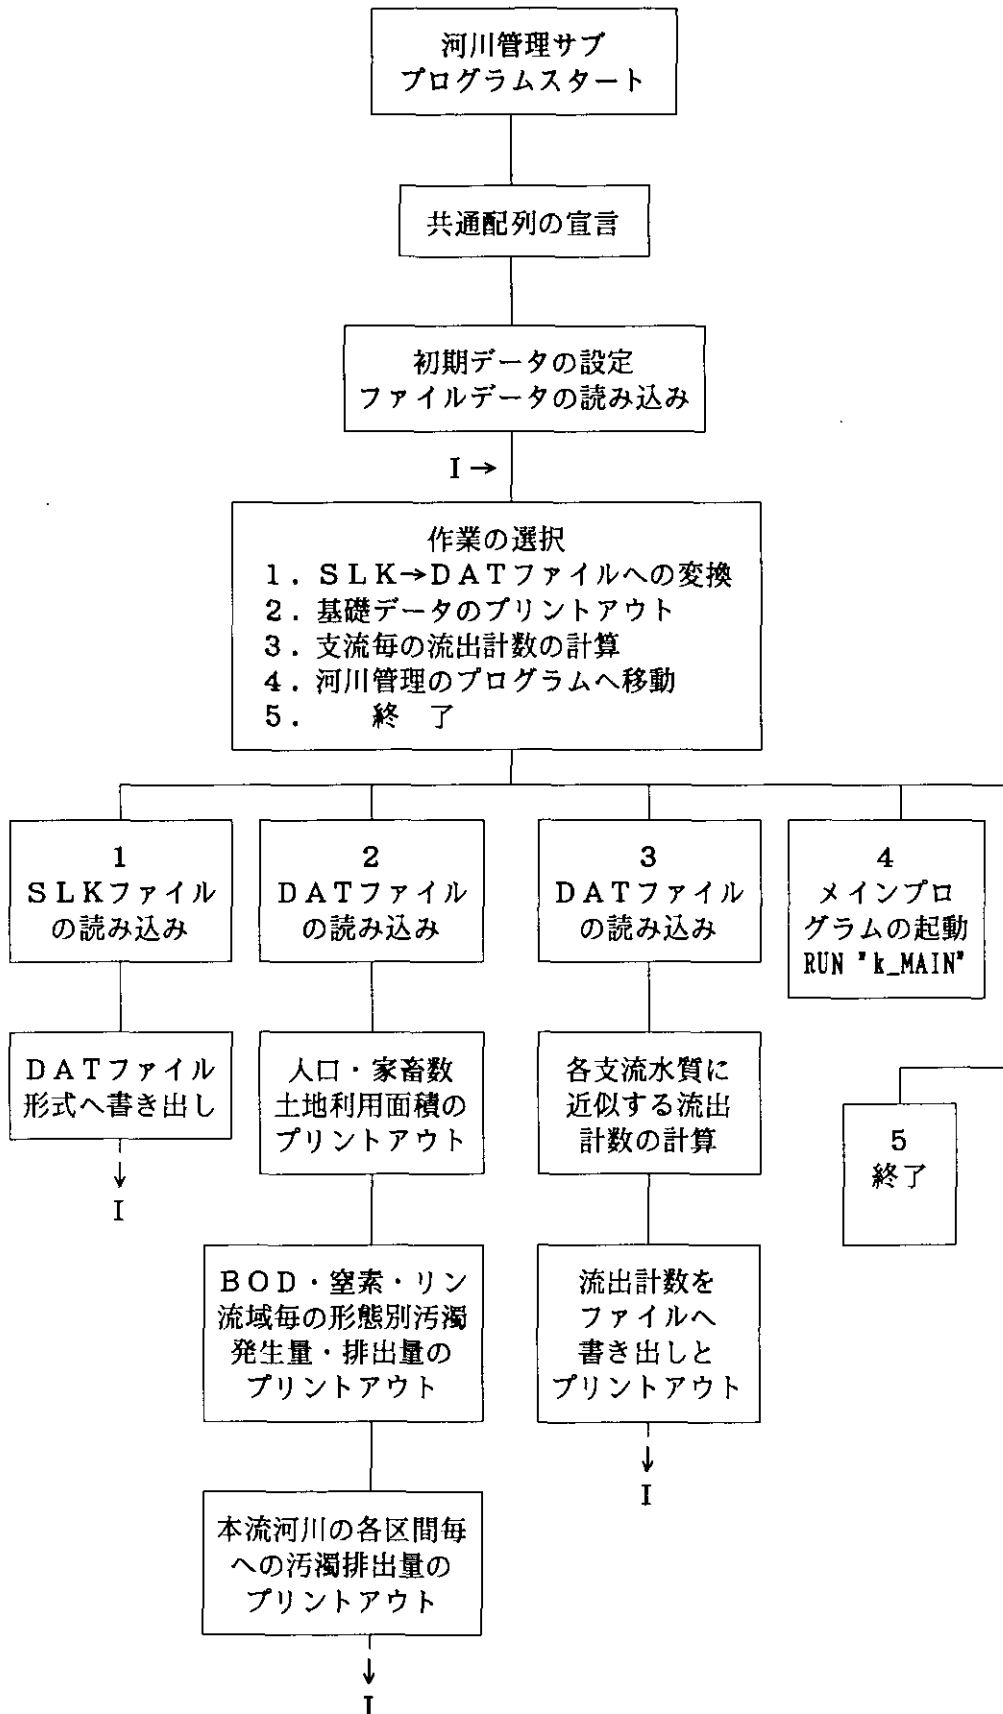 河川管理サブ
プログラムスタート
共通配列の宣言
初期データの設定
ファイルデータの読み込み
I→
作業の選択
1．SLK→DATファイルへの変換
2．基礎データのプリントアウト
3．支流毎の流出計数の計算
4．河川管理のプログラムへ移動
5．　　終　了
1
SLKファイル
の読み込み
DATファイル
形式へ書き出し
↓
I
2
DATファイル
の読み込み
人口・家畜数
土地利用面積の
プリントアウト
BOD・窒素・リン
流域毎の形態別汚濁
発生量・排出量の
プリントアウト
本流河川の各区間毎
への汚濁排出量の
プリントアウト
↓
I
3
DATファイル
の読み込み
各支流水質に
近似する流出
計数の計算
流出計数を
ファイルへ
書き出しと
プリントアウト
↓
I
4
メインプロ
グラムの起動
RUN "k_MAIN"
5
終了